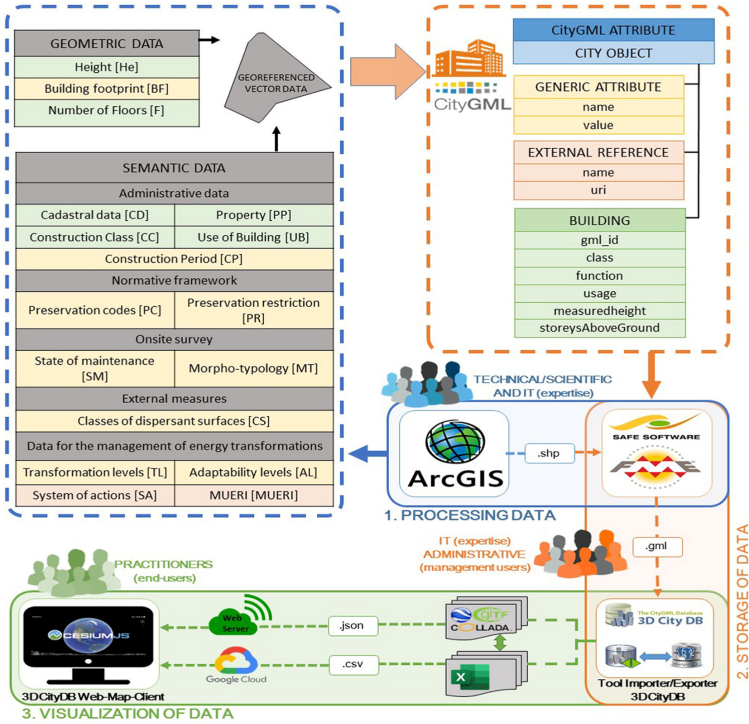 GEOMETRIC DATA
Height [He]
Building footprint [BF]
Number of Floors [F]
GEOREFERENCED
VECTOR DATA
SEMANTIC DATA
Administrative data
Cadastral data [CD]
Property [PP]
Construction Class [CC]
Use of Building [UB]
Construction Period [CP]
Normative framework
Preservation codes [PC]
Preservation restriction
[PR]
Onsite survey
State of maintenance
[SM]
Morpho-typology [MT]
External measures
Classes of dispersant surfaces [CS]
Data for the management of energy transformations
Transformation levels [TL]
Adaptability levels [AL]
System of actions [SA]
MUERI [MUERI]
CityGML
CityGML ATTRIBUTE
CITY OBJECT
GENERIC ATTRIBUTE
name
value
EXTERNAL REFERENCE
name
uri
BUILDING
gml_id
class
function
usage
measuredheight
storeysAboveGround
TECHNICAL/SCIENTIFIC
AND IT (expertise)
ArcGIS
.shp
SAFE SOFTWARE
FME
1. PROCESSING DATA
2. STORAGE OF DATA
IT (expertise)
ADMINISTRATIVE
(management users)
.gml
PRACTITIONERS
(end-users)
CESIUMJS
3DCityDB Web-Map-Client
Web
Server
.json
glTF
COLLADA
Google Cloud
.csv
X
The CityGML Database
3D City DB
Tool Importer/Exporter
3DCityDB
3. VISUALIZATION OF DATA